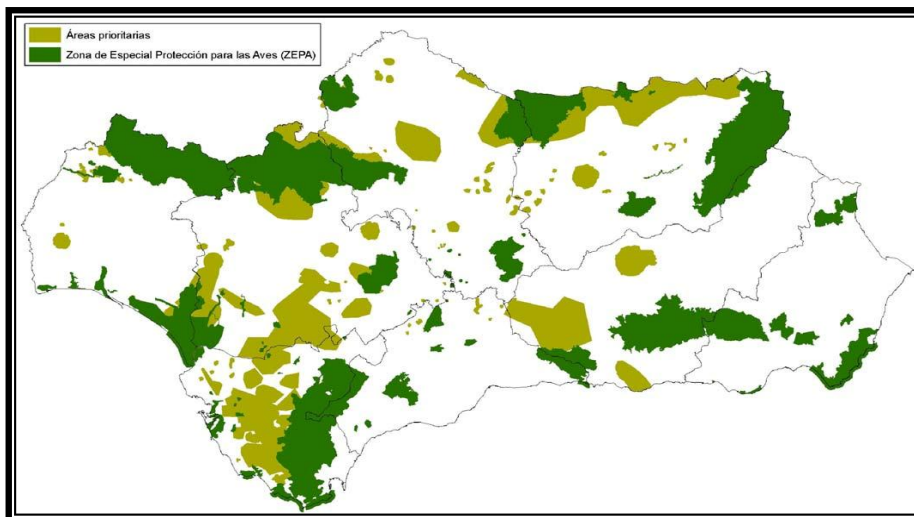 Áreas prioritarias
Zona de Especial Protección para las Aves (ZEPA)